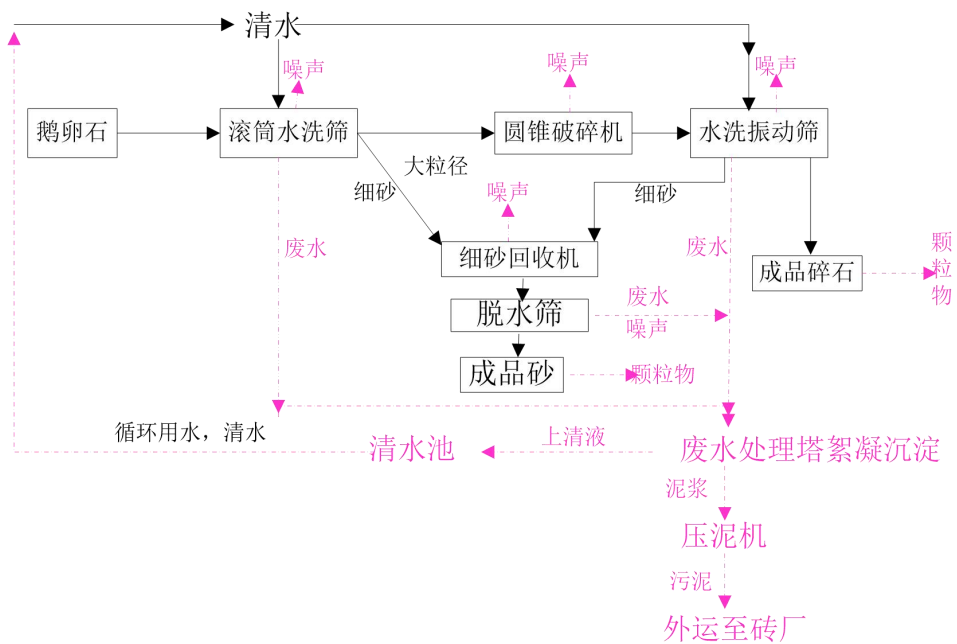 清水
噪声
噪声
噪声
鹅卵石
滚筒水洗筛
圆锥破碎机
水洗振动筛
大粒径
细砂
噪声
细砂
废水
废水
颗粒物
细砂回收机
成品碎石
废水
脱水筛
噪声
成品砂
颗粒物
循环用水，清水
清水池
上清液
废水处理塔絮凝沉淀
泥浆
压泥机
污泥
外运至砖厂